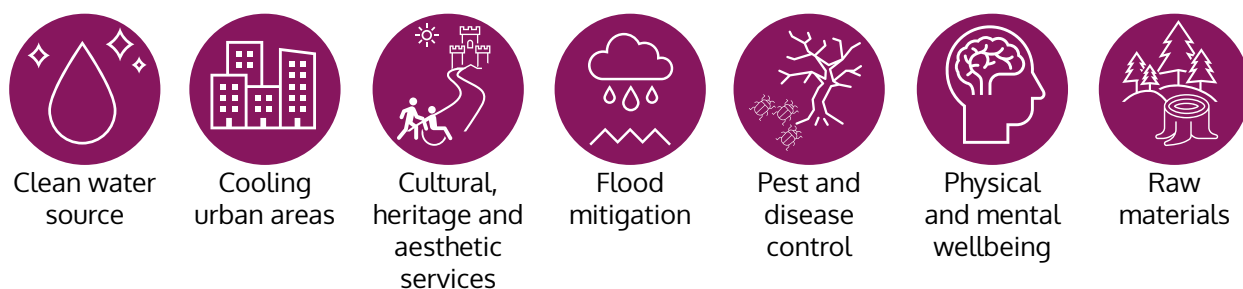 Clean water
source
Cooling
urban areas
Cultural,
heritage and
aesthetic
services
Flood
mitigation
Pest and
disease
control
Physical
and mental
wellbeing
Raw
materials